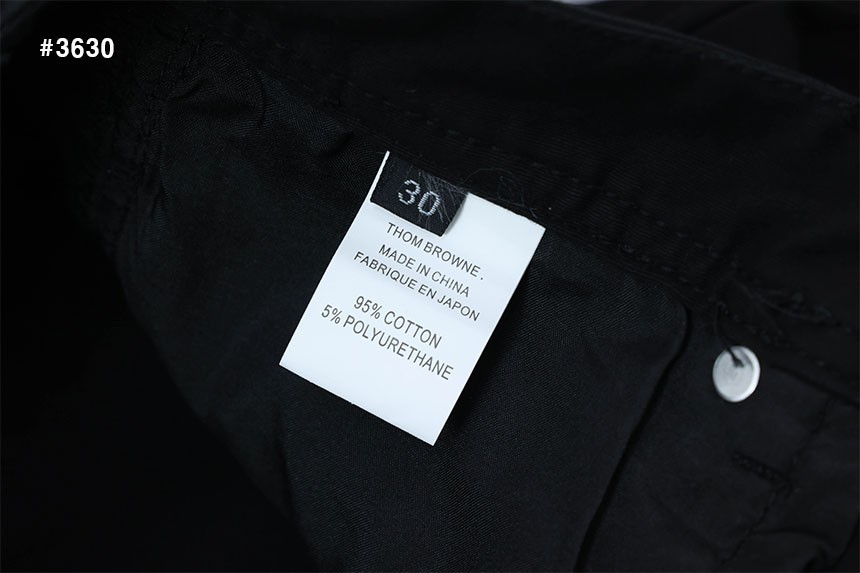 #3630
30
THOM BROWNE.
MADE IN CHINA
FABRIQUE EN JAPON
95% COTTON
5% POLYURETHANE